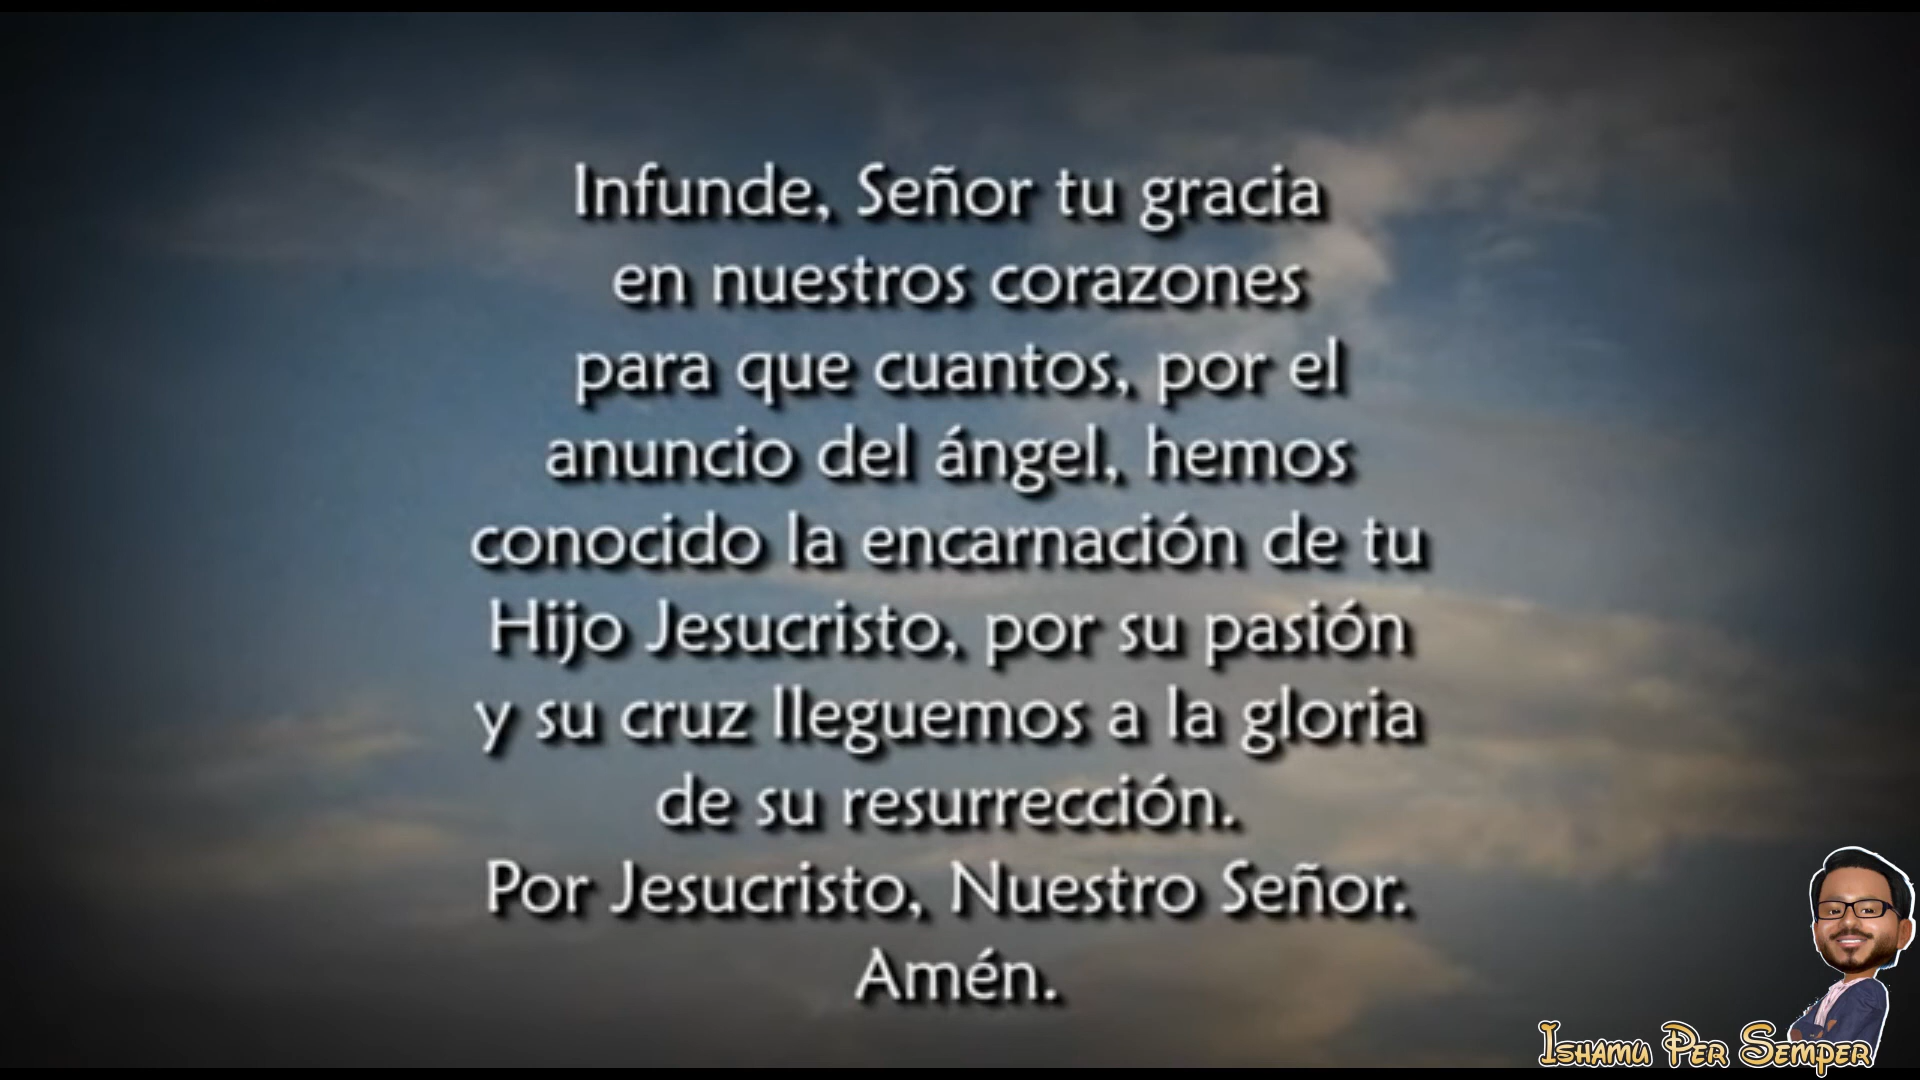 Infunde, Señor tu gracia
en nuestros corazones
para que cuantos, por el
anuncio del ángel, hemos
conocido la encarnación de tu
Hijo Jesucristo, por su pasión
y su cruz lleguemos a la gloria
de su resurrección.
Por Jesucristo, Nuestro Señor.
Amén.
Ishamu Per Semper